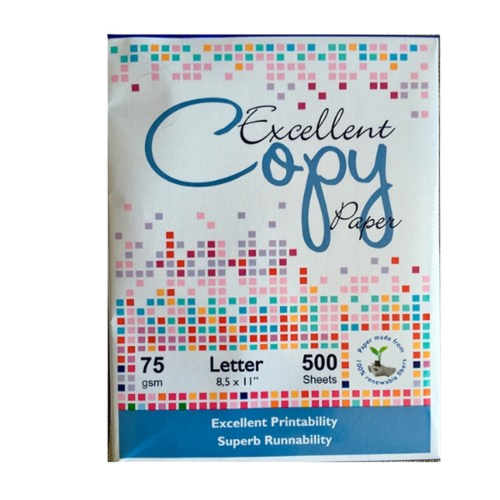 Excellent
Copy
Paper
75
gsm
Letter
8,5 x 11"
500
Sheets
Paper made from
100% renewable fibers
Excellent Printability
Superb Runnability